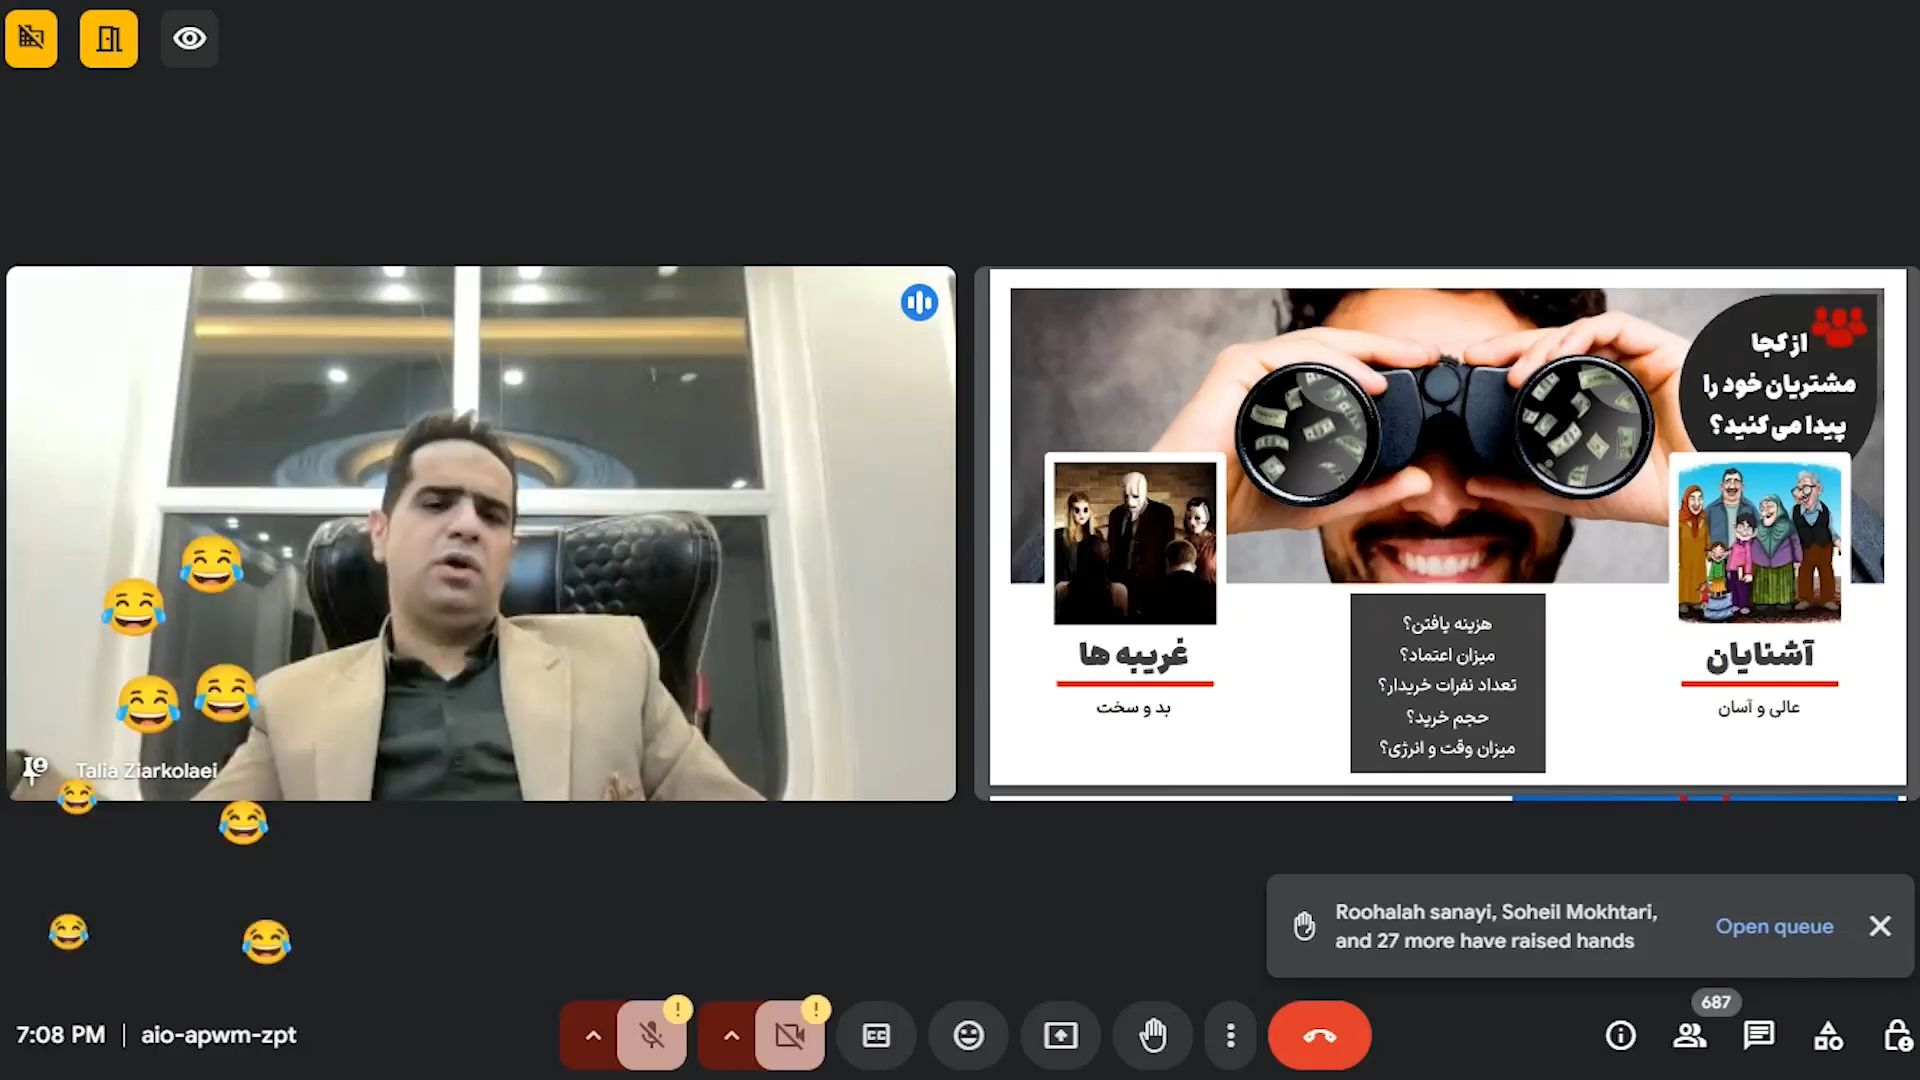 Talia Ziarkolaei
از کجا
مشتریان خود را
پیدا می کنید؟
آشنایان
عالی و آسان
هزینه یافتن؟
میزان اعتماد؟
تعداد نفرات خریدار؟
حجم خرید؟
میزان وقت و انرژی؟
غریبه ها
بد و سخت
Roohalah sanayi, Soheil Mokhtari,
and 27 more have raised hands
Open queue
7:08 PM
aio-apwm-zpt
687